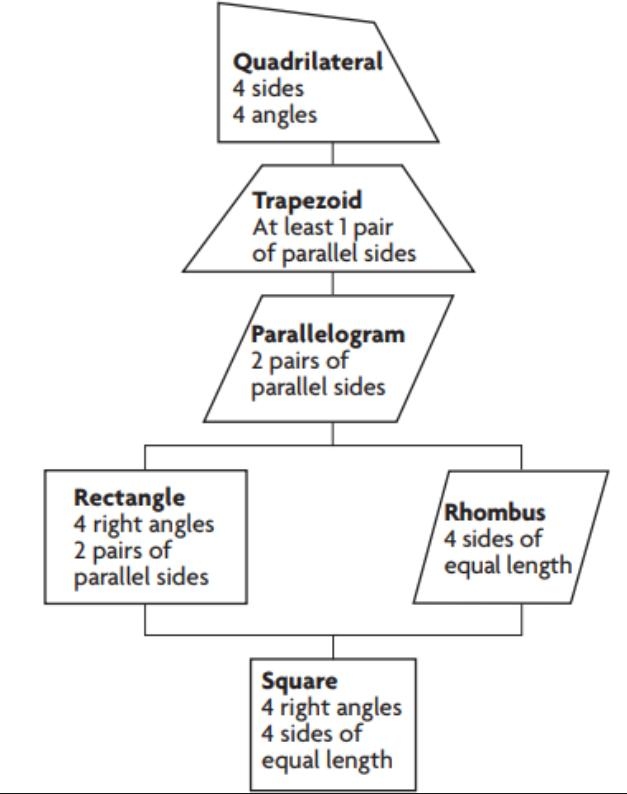 Quadrilateral
4 sides
4 angles
Trapezoid
At least 1 pair
of parallel sides
Parallelogram
2 pairs of
parallel sides
Rectangle
4 right angles
2 pairs of
parallel sides
Rhombus
4 sides of
equal length
Square
4 right angles
4 sides of
equal length